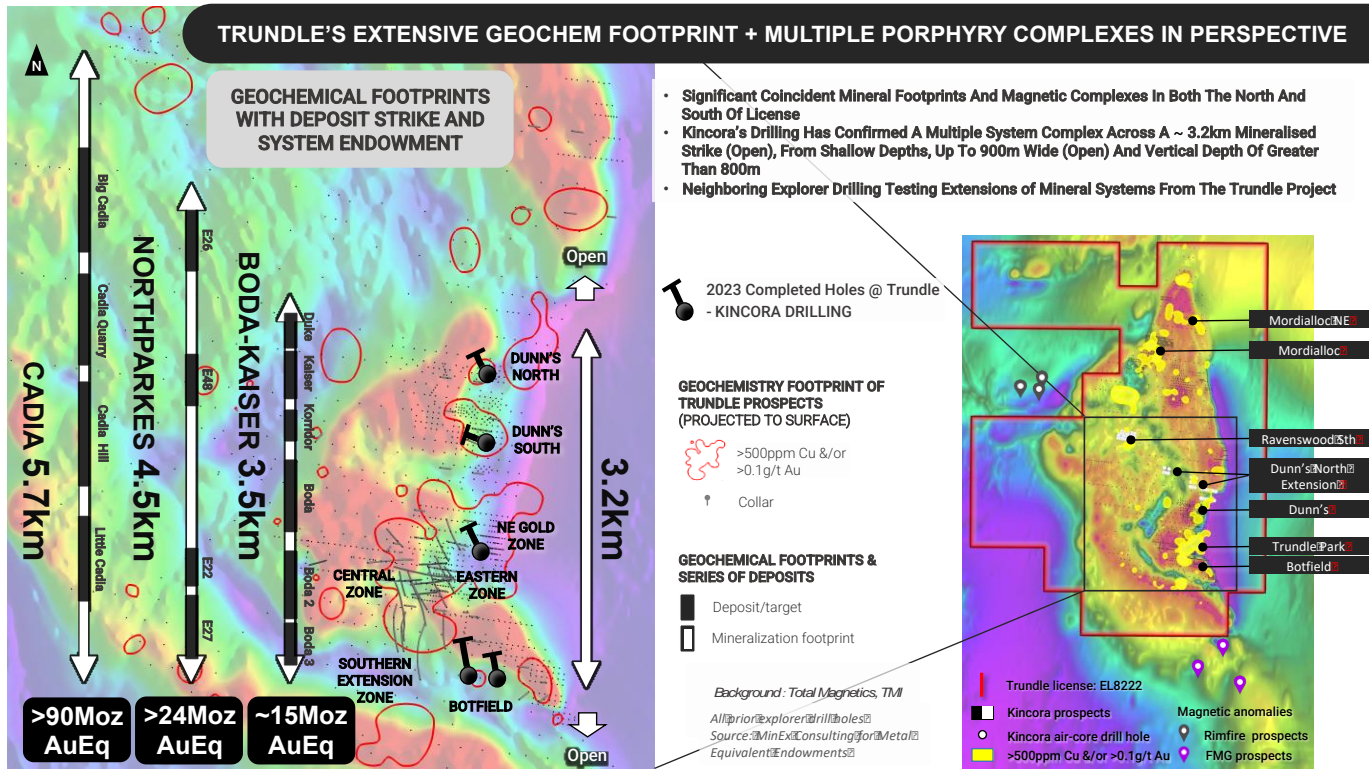 TRUNDLE'S EXTENSIVE GEOCHEM FOOTPRINT + MULTIPLE PORPHYRY COMPLEXES IN PERSPECTIVE
N
GEOCHEMICAL FOOTPRINTS
WITH DEPOSIT STRIKE AND
SYSTEM ENDOWMENT
CADIA 5.7km
Big Cadia
Cadia Quarry
Cadia Hill
Little Cadia
NORTHPARKES 4.5km
E26
E48
E22
E27
BODA-KAISER 3.5km
Duke
Kaiser
Korridor
Boda
Boda 2
Boda 3
>90Moz
AuEq
>24Moz
AuEq
~15Moz
AuEq
Open
DUNN'S
NORTH
DUNN'S
SOUTH
NE GOLD
ZONE
CENTRAL
ZONE
EASTERN
ZONE
SOUTHERN
EXTENSION
ZONE
BOTFIELD
3.2km
Open
• Significant Coincident Mineral Footprints And Magnetic Complexes In Both The North And
South Of License
• Kincora's Drilling Has Confirmed A Multiple System Complex Across A ~ 3.2km Mineralised
Strike (Open), From Shallow Depths, Up To 900m Wide (Open) And Vertical Depth Of Greater
Than 800m
• Neighboring Explorer Drilling Testing Extensions of Mineral Systems From The Trundle Project
2023 Completed Holes @ Trundle
- KINCORA DRILLING
GEOCHEMISTRY FOOTPRINT OF
TRUNDLE PROSPECTS
(PROJECTED TO SURFACE)
>500ppm Cu &/or
>0.1g/t Au
Collar
GEOCHEMICAL FOOTPRINTS &
SERIES OF DEPOSITS
Deposit/target
Mineralization footprint
Background: Total Magnetics, TMI
All prior explorer drill holes
Source: MinEx Consulting for Metal
Equivalent Endowments
Mordialloc NE
Mordialloc
Ravenswood Sth
Dunn's North
Extension
Dunn's
Trundle Park
Botfield
Trundle license: EL8222
Kincora prospects
Kincora air-core drill hole
>500ppm Cu &/or >0.1g/t Au
Magnetic anomalies
Rimfire prospects
FMG prospects